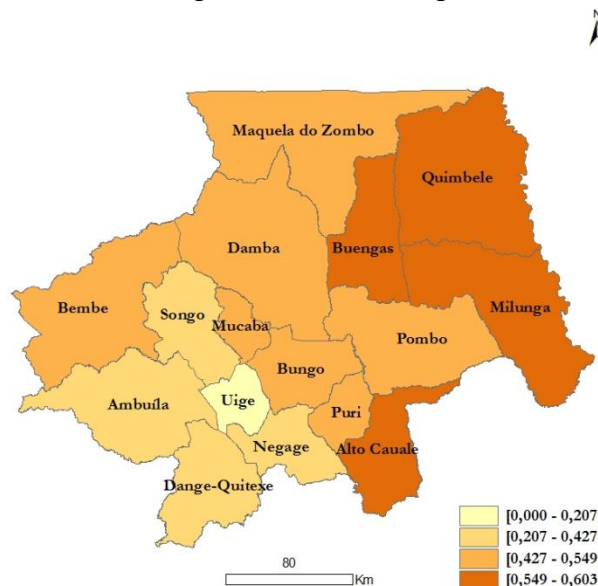 N
Maquela do Zombo
Quimbele
Damba
Buengas
Bembe
Songo
Mucaba
Milunga
Pombo
Bungo
Uige
Ambuíla
Puri
Negage
Alto Cauale
Dange-Quitexe
[0,000 - 0,207
[0,207 - 0,427
[0,427 - 0,549
[0,549 - 0,603
80
Km